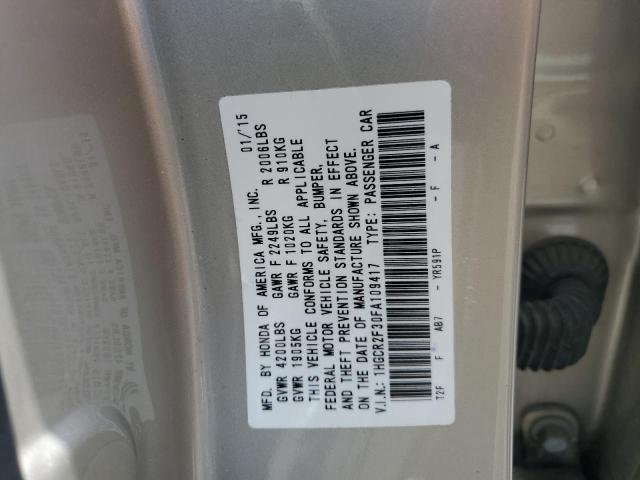 MFD. BY HONDA OF AMERICA MFG., INC. 01/15
GVWR 4200LBS GAWR F 2249LBS R 2006LBS
GVWR 1905KG GAWR F 1020KG R 910KG
THIS VEHICLE CONFORMS TO ALL APPLICABLE
FEDERAL MOTOR VEHICLE SAFETY, BUMPER,
AND THEFT PREVENTION STANDARDS IN EFFECT
ON THE DATE OF MANUFACTURE SHOWN ABOVE.
V.I.N.: 1HGCR2F30FA109417 TYPE: PASSENGER CAR
T2F F AB7 - YR591P - F - A